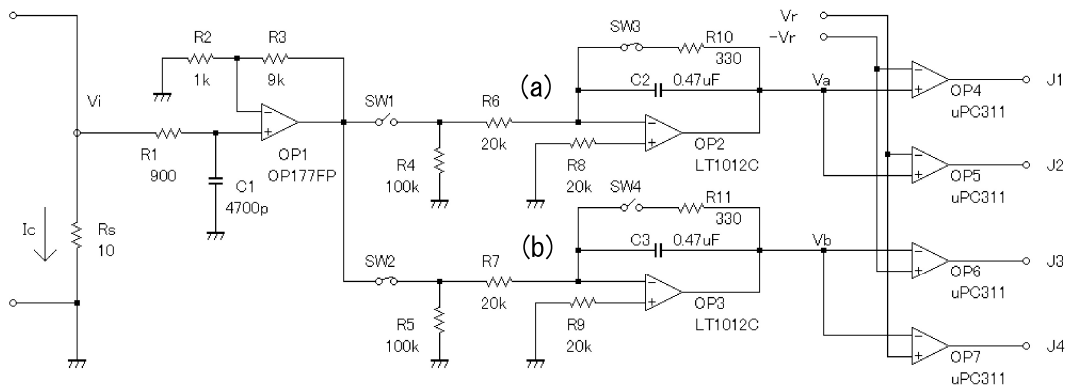 Vi
Ic
Rs
10
R1
900
C1
4700p
R2
1k
R3
9k
OP1
OP177FP
SW1
R4
100k
R6
20k
(a)
SW3
R10
330
C2
0.47uF
R8
20k
OP2
LT1012C
SW2
R5
100k
R7
20k
(b)
SW4
R11
330
C3
0.47uF
R9
20k
OP3
LT1012C
Vr
-Vr
Va
OP4
uPC311
J1
OP5
uPC311
J2
Vb
OP6
uPC311
J3
OP7
uPC311
J4